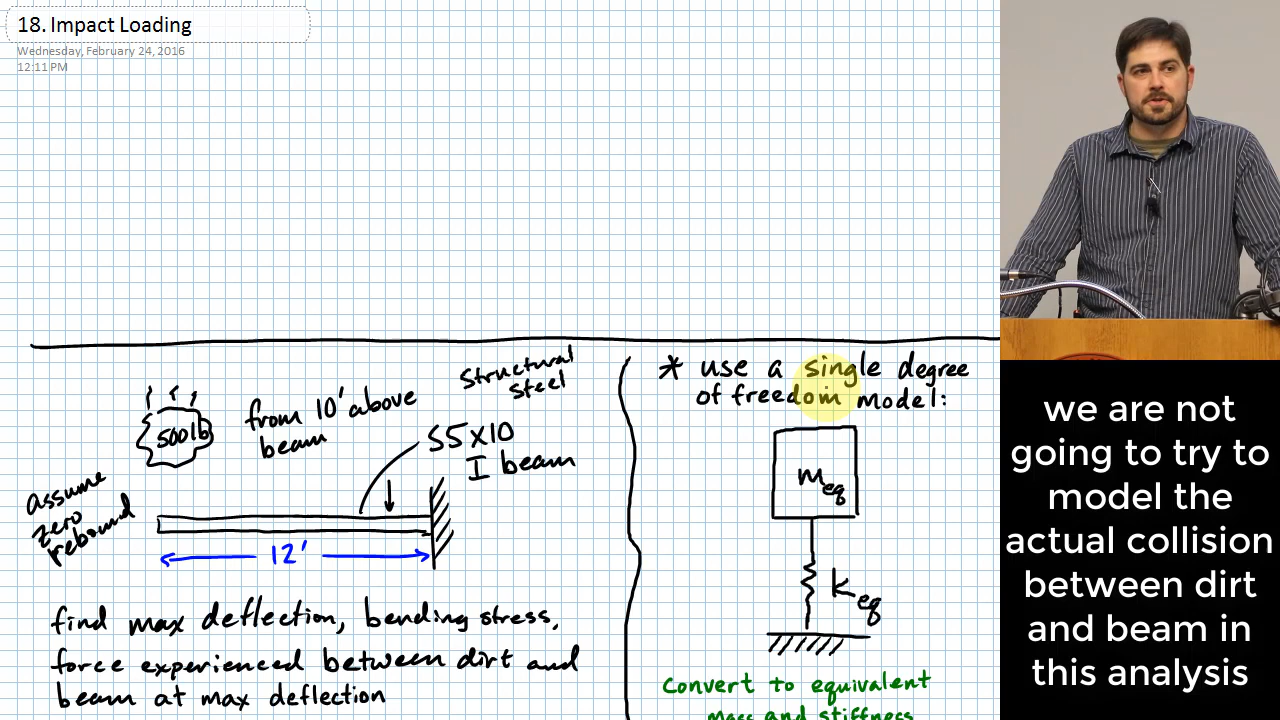 18. Impact Loading
Wednesday, February 24, 2016
12:11 PM
500lb
from 10' above
beam
structural
steel
S5x10
I beam
assume
zero
rebound
12'
find max deflection, bending stress,
force experienced between dirt and
beam at max deflection
* use a single degree
of freedom model:
meq
keq
Convert to equivalent
mass and stiffness
we are not
going to try to
model the
actual collision
between dirt
and beam in
this analysis